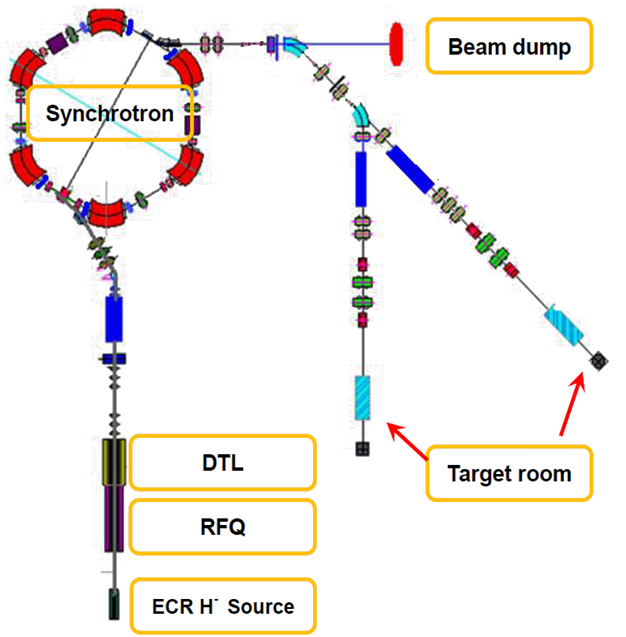 Beam dump
Synchrotron
DTL
Target room
RFQ
ECR H⁻ Source